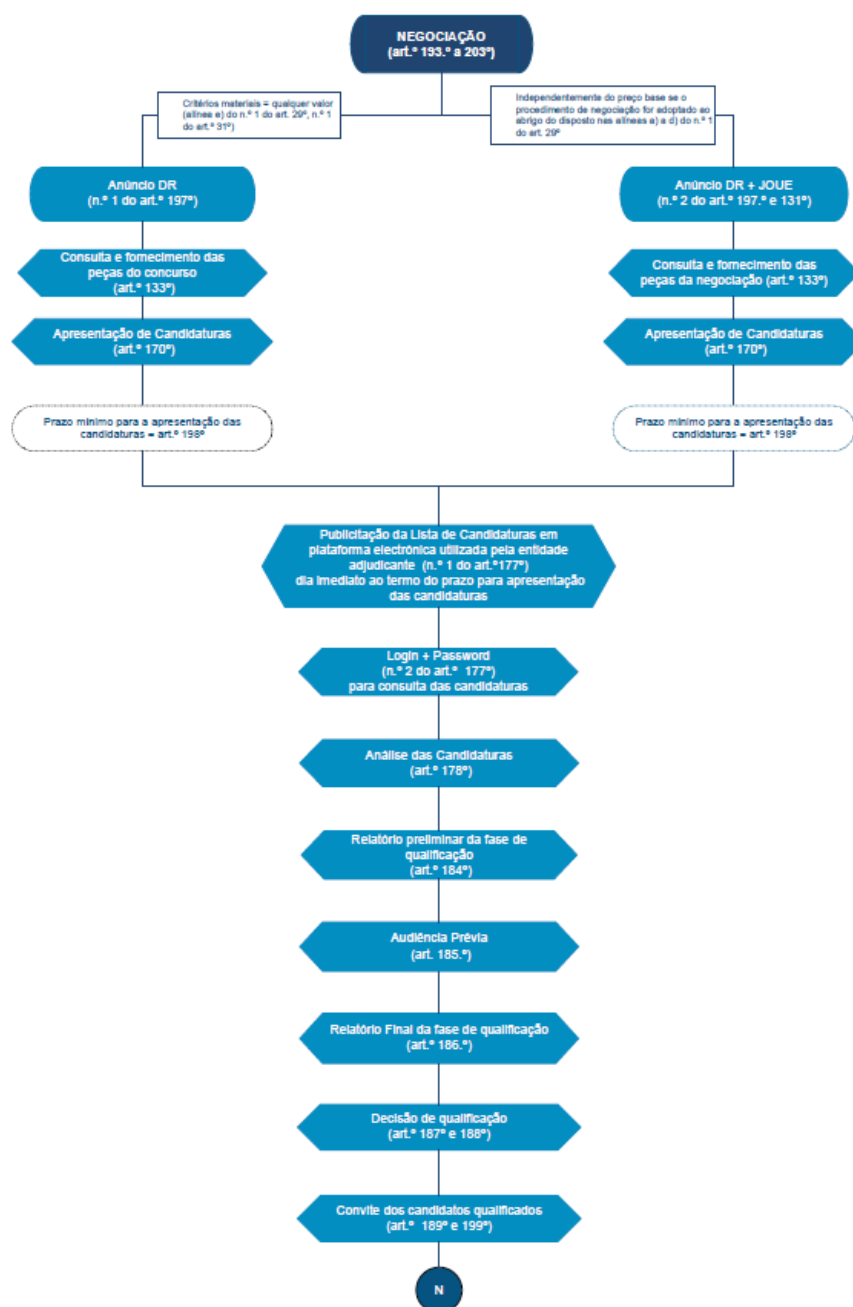 NEGOCIAÇÃO
(art.º 193.º a 203º)
Critérios materiais = qualquer valor
(alínea e) do n.º 1 do art. 29º, n.º 1
do art.º 31º)
Independentemente do preço base se o
procedimento de negociação for adoptado ao
abrigo do disposto nas alíneas a) a d) do n.º 1
do art. 29º
Anúncio DR
(n.º 1 do art.º 197º)
Anúncio DR + JOUE
(n.º 2 do art.º 197.º e 131º)
Consulta e fornecimento das
peças do concurso
(art.º 133º)
Consulta e fornecimento das
peças da negociação (art.º 133º)
Apresentação de Candidaturas
(art.º 170º)
Apresentação de Candidaturas
(art.º 170º)
Prazo mínimo para a apresentação das
candidaturas = art.º 198º
Prazo mínimo para a apresentação das
candidaturas = art.º 198º
Publicitação da Lista de Candidaturas em
plataforma electrónica utilizada pela entidade
adjudicante (n.º 1 do art.º177º)
dia imediato ao termo do prazo para apresentação
das candidaturas
Login + Password
(n.º 2 do art.º 177º)
para consulta das candidaturas
Análise das Candidaturas
(art.º 178º)
Relatório preliminar da fase de
qualificação
(art.º 184º)
Audiência Prévia
(art. 185.º)
Relatório Final da fase de qualificação
(art.º 186.º)
Decisão de qualificação
(art.º 187º e 188º)
Convite dos candidatos qualificados
(art.º 189º e 199º)
N